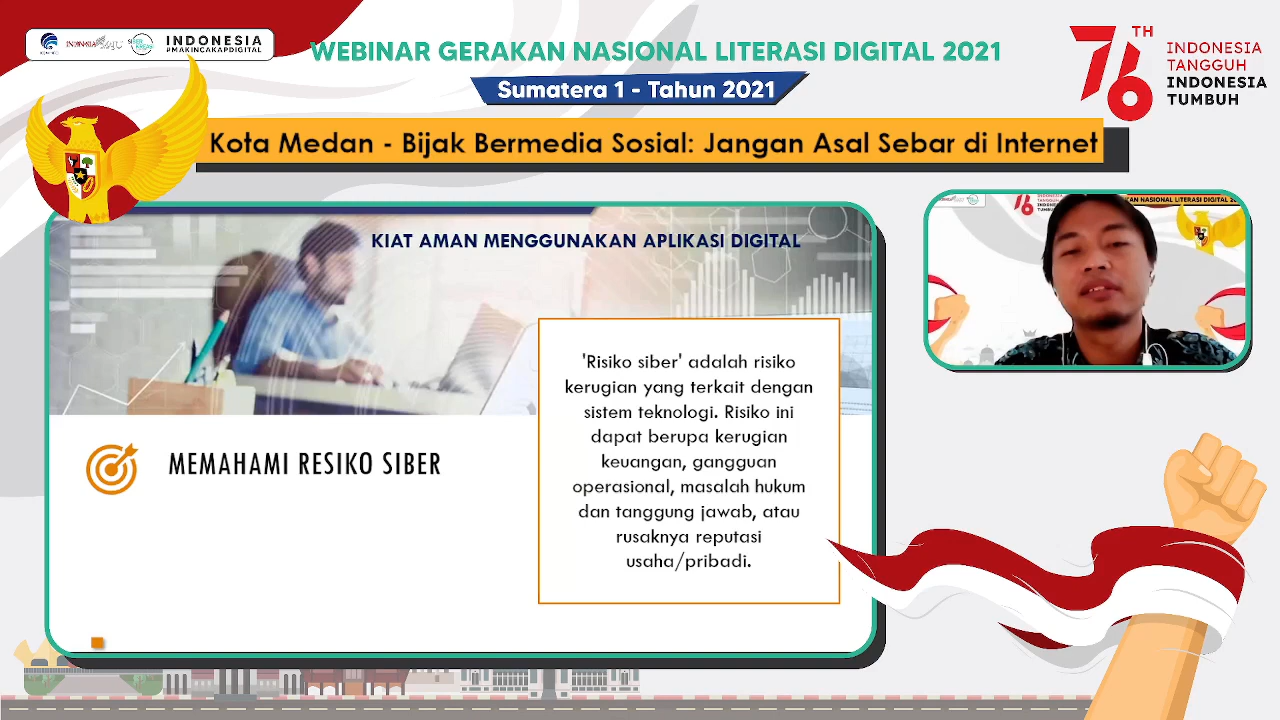 INDONESIA
#MAKINCAKAPDIGITAL
WEBINAR GERAKAN NASIONAL LITERASI DIGITAL 2021
Sumatera 1 - Tahun 2021
76 TH
INDONESIA
TANGGUH
INDONESIA
TUMBUH
Kota Medan - Bijak Bermedia Sosial: Jangan Asal Sebar di Internet
KIAT AMAN MENGGUNAKAN APLIKASI DIGITAL
'Risiko siber' adalah risiko
kerugian yang terkait dengan
sistem teknologi. Risiko ini
dapat berupa kerugian
keuangan, gangguan
operasional, masalah hukum
dan tanggung jawab, atau
rusaknya reputasi
usaha/pribadi.
MEMAHAMI RESIKO SIBER